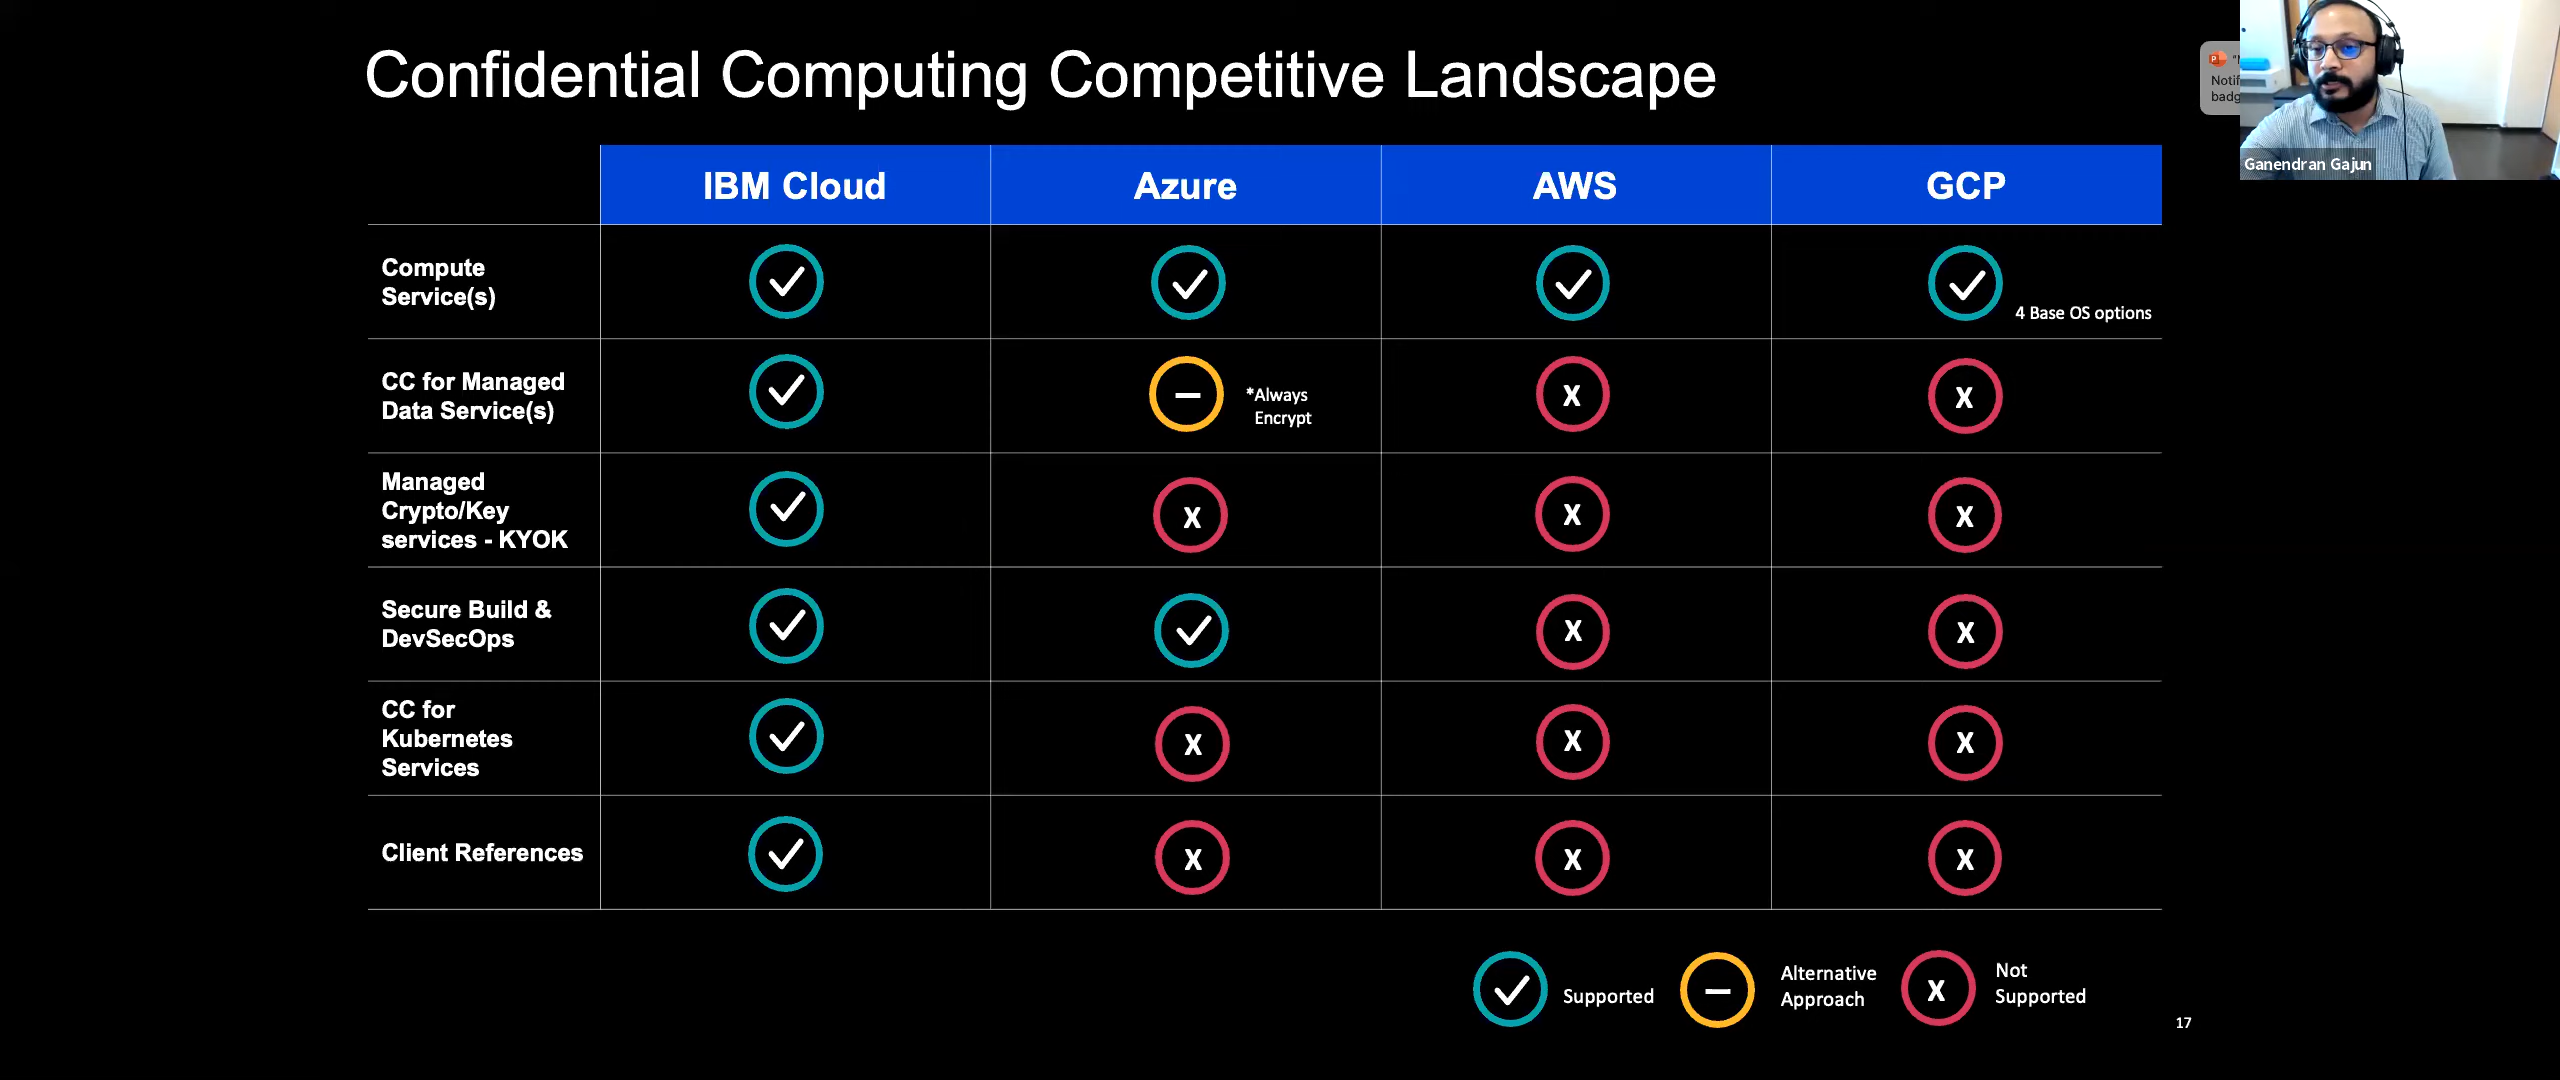 Confidential Computing Competitive Landscape
IBM Cloud
Azure
AWS
GCP
Compute
Service(s)
4 Base OS options
CC for Managed
Data Service(s)
*Always
Encrypt
X
X
Managed
Crypto/Key
services - KYOK
X
X
X
Secure Build &
DevSecOps
X
X
CC for
Kubernetes
Services
X
X
X
Client References
X
X
X
Supported
Alternative
Approach
X
Not
Supported
17
Notif
badg
Ganendran Gajun